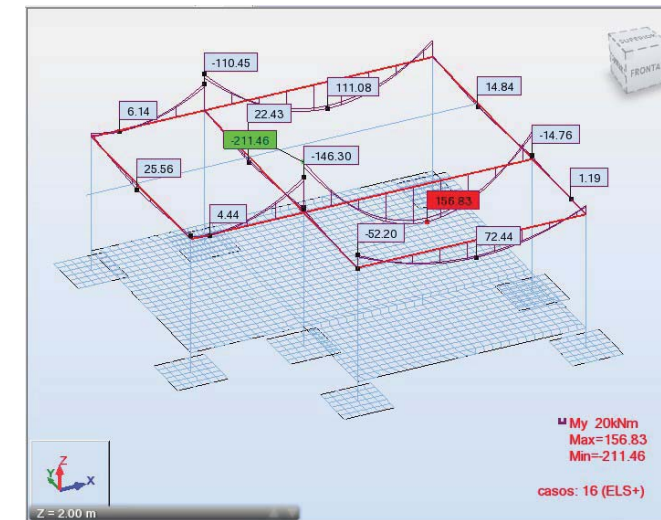 SUPERIOR
FRONTA
-110.45
111.08
14.84
6.14
22.43
-211.46
-146.30
-14.76
25.56
156.83
1.19
4.44
-52.20
72.44
My 20kNm
Max=156.83
Min=-211.46
casos: 16 (ELS+)
Z
Y
X
Z = 2.00 m